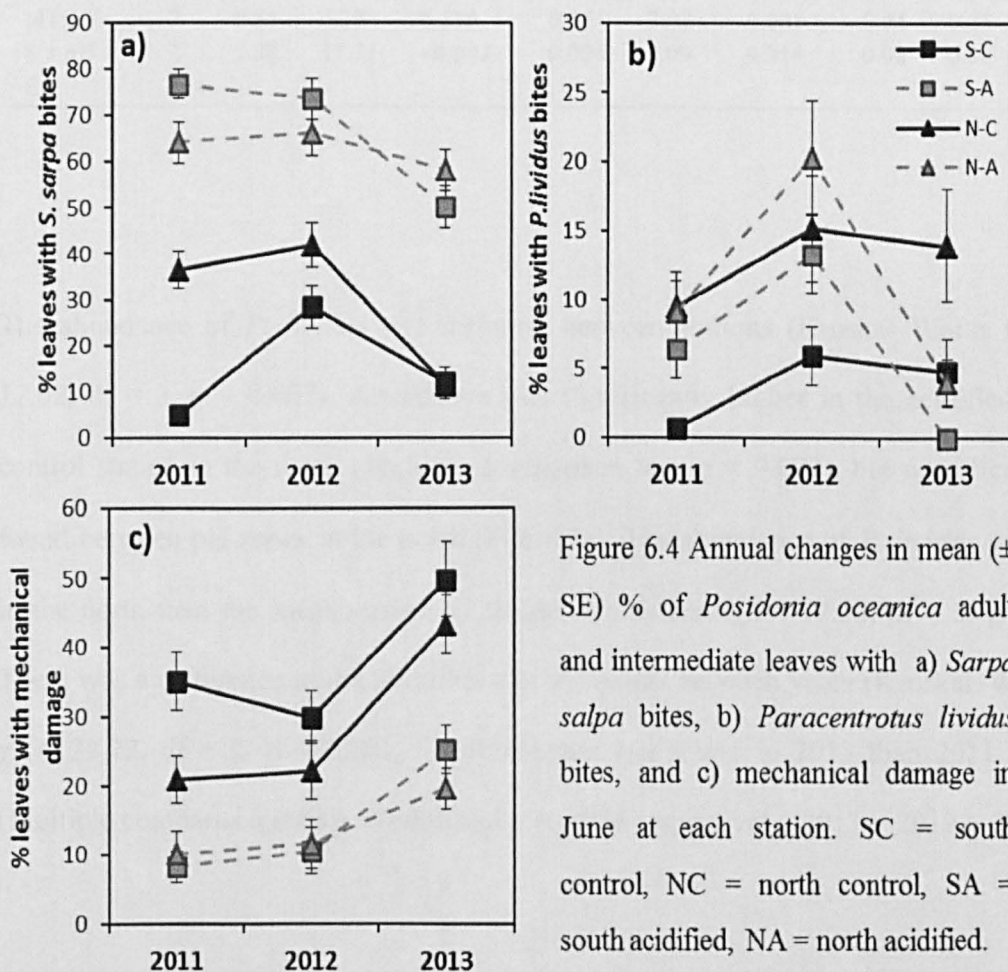 a)
% leaves with S. sarpa bites
90
80
70
60
50
40
30
20
10
0
2011 2012 2013
b)
% leaves with P.lividus bites
30
25
20
15
10
5
0
2011 2012 2013
S-C
S-A
N-C
N-A
c)
% leaves with mechanical
damage
60
50
40
30
20
10
0
2011 2012 2013
Figure 6.4 Annual changes in mean (±
SE) % of Posidonia oceanica adul
and intermediate leaves with a) Sarpa
salpa bites, b) Paracentrotus lividus
bites, and c) mechanical damage in
June at each station. SC = south
control, NC = north control, SA =
south acidified, NA = north acidified.